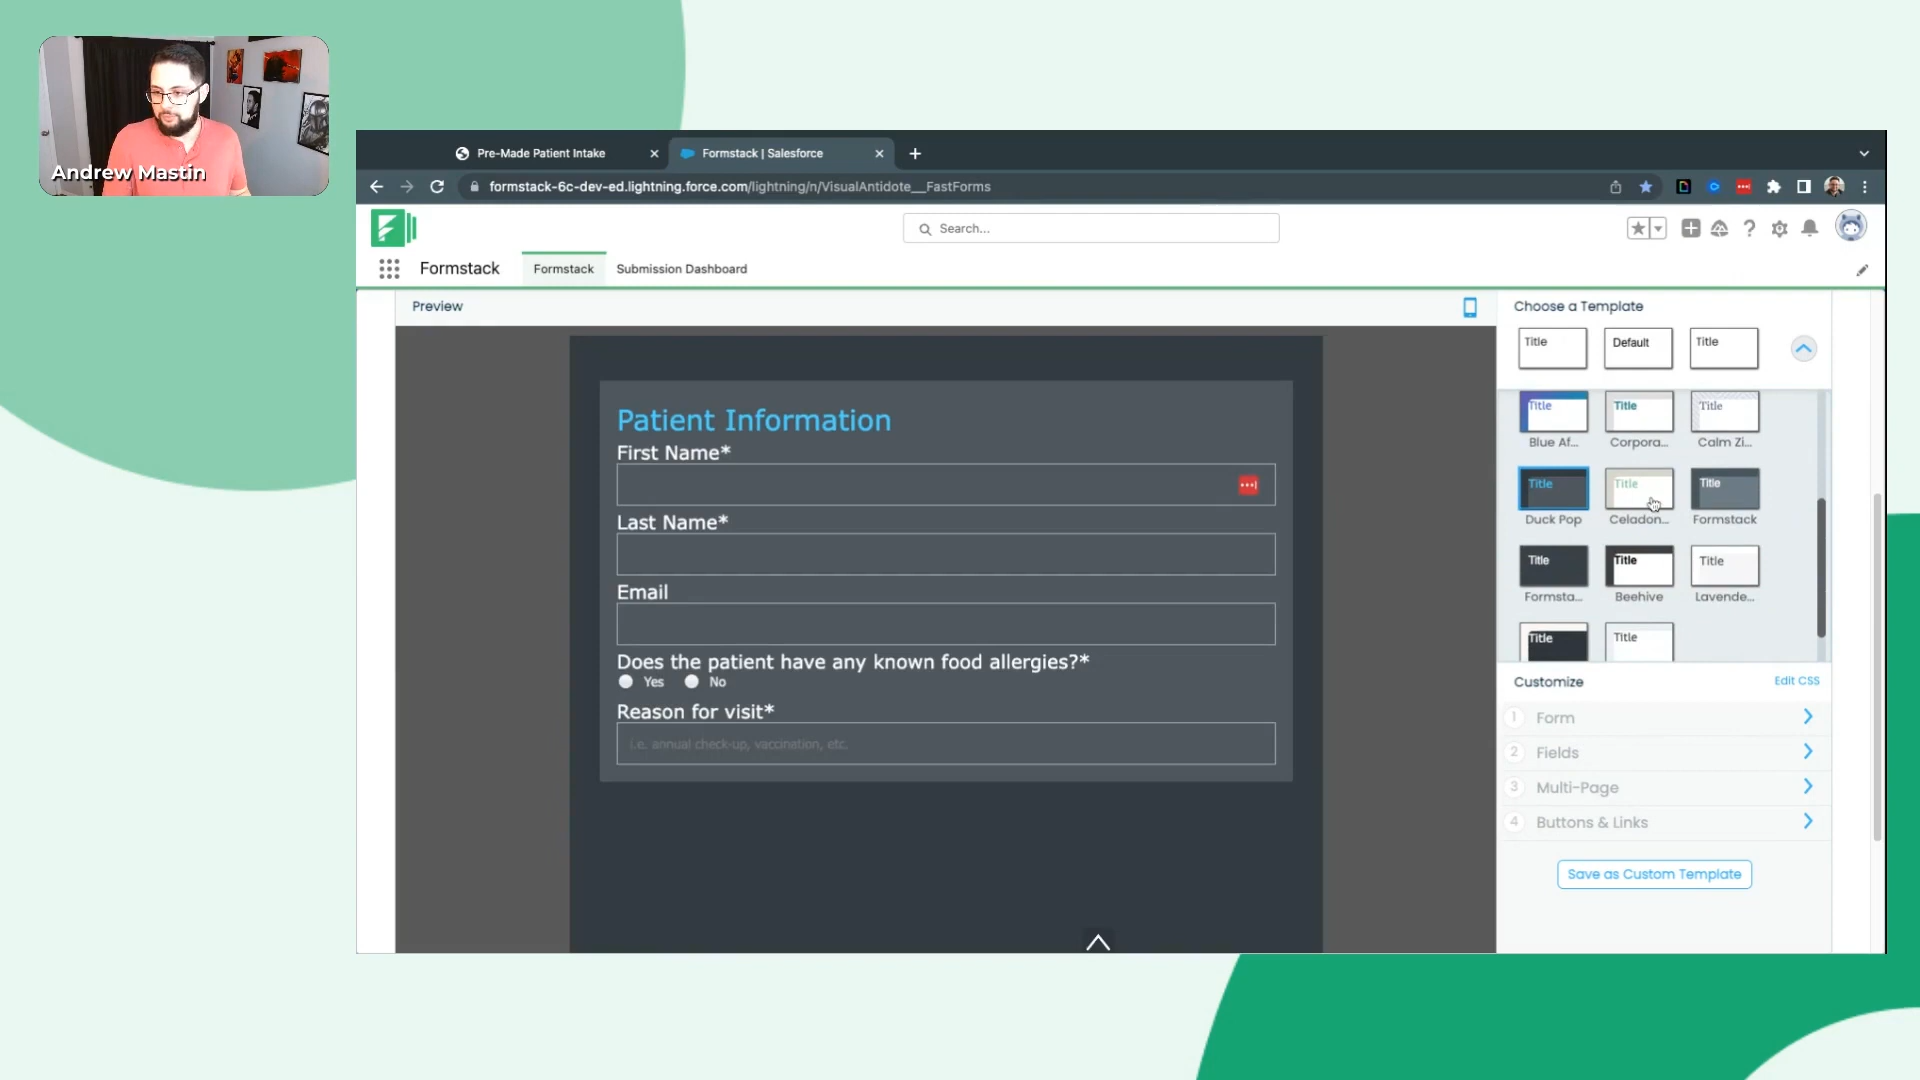 Andrew Mastin
Pre-Made Patient Intake
Formstack | Salesforce
formstack-6c-dev-ed.lightning.force.com/lightning/n/VisualAntidote__FastForms
Search...
Formstack
Formstack
Submission Dashboard
Preview
Choose a Template
Title
Default
Title
Title
Title
Title
Blue Af...
Corpora...
Calm Zi...
Title
Title
Title
Duck Pop
Celadon...
Formstack
Title
Title
Title
Formsta...
Beehive
Lavende...
Title
Title
Patient Information
First Name*
Last Name*
Email
Does the patient have any known food allergies?*
Yes
No
Reason for visit*
i.e. annual check-up, vaccination, etc.
Customize
Edit CSS
1 Form
2 Fields
3 Multi-Page
4 Buttons & Links
Save as Custom Template